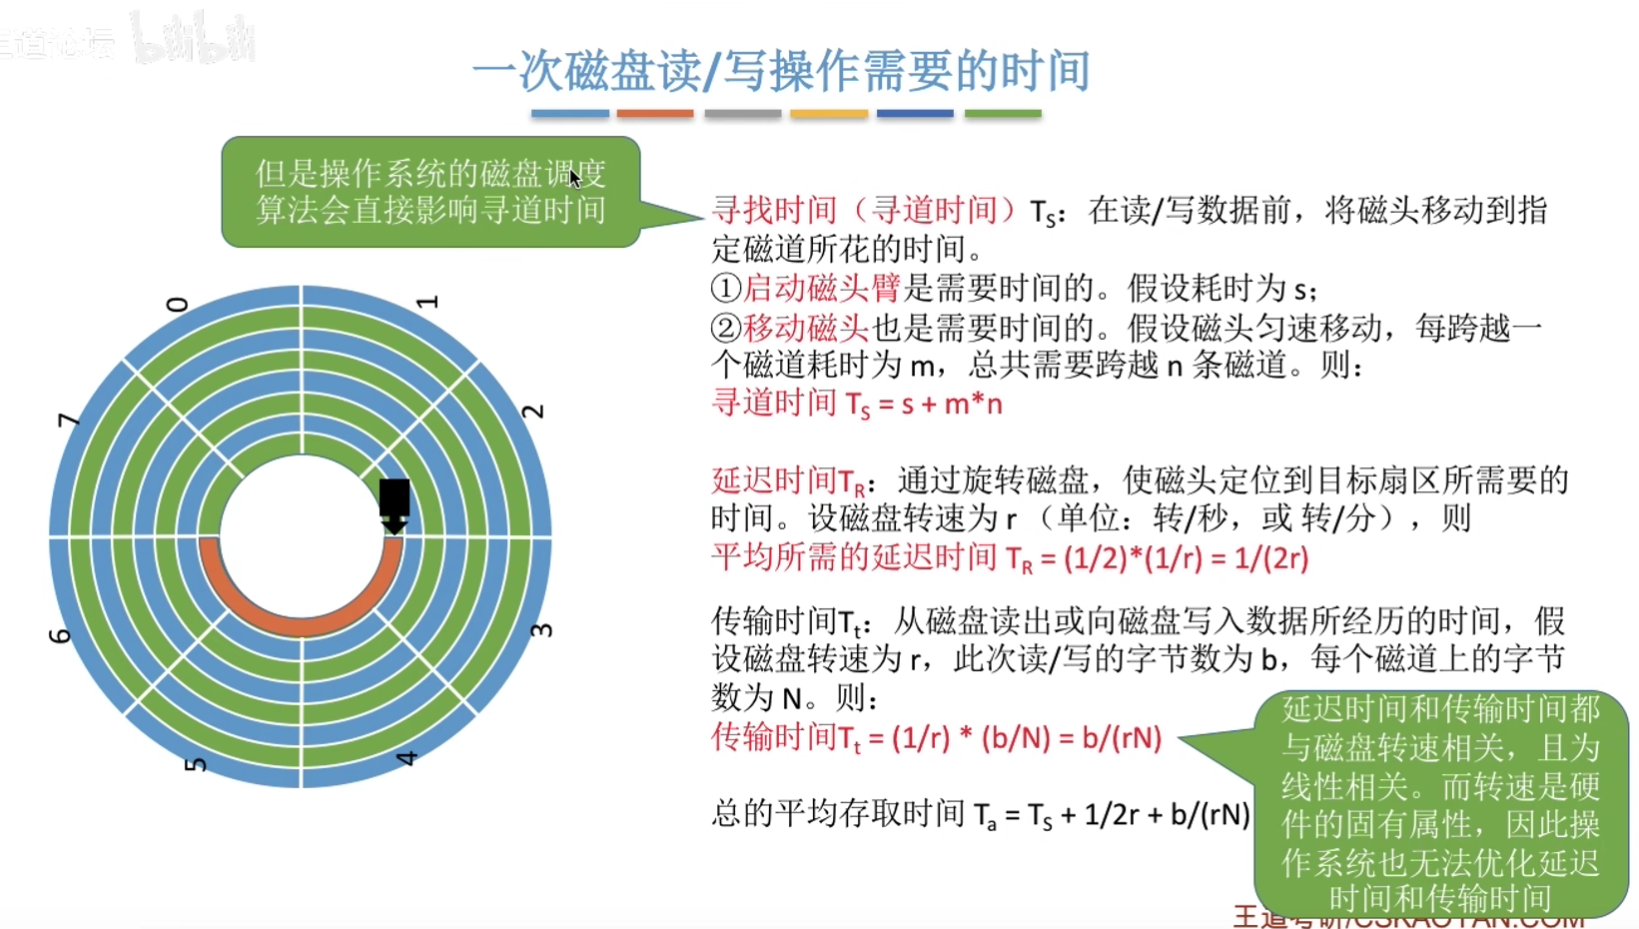 王道论坛 bilibili
一次磁盘读/写操作需要的时间
但是操作系统的磁盘调度
算法会直接影响寻道时间
寻找时间（寻道时间）TS：在读/写数据前，将磁头移动到指
定磁道所花的时间。
①启动磁头臂是需要时间的。假设耗时为 s；
②移动磁头也是需要时间的。假设磁头匀速移动，每跨越一
个磁道耗时为 m，总共需要跨越 n 条磁道。则：
寻道时间 TS = s + m*n
延迟时间TR：通过旋转磁盘，使磁头定位到目标扇区所需要的
时间。设磁盘转速为 r （单位：转/秒，或 转/分），则
平均所需的延迟时间 TR = (1/2)*(1/r) = 1/(2r)
传输时间Tt：从磁盘读出或向磁盘写入数据所经历的时间，假
设磁盘转速为 r，此次读/写的字节数为 b，每个磁道上的字节
数为 N。则：
传输时间Tt = (1/r) * (b/N) = b/(rN)
总的平均存取时间 Ta = TS + 1/2r + b/(rN)
延迟时间和传输时间都
与磁盘转速相关，且为
线性相关。而转速是硬
件的固有属性，因此操
作系统也无法优化延迟
时间和传输时间
王道考研/CSKAOYAN.COM
0
1
2
3
4
5
6
7